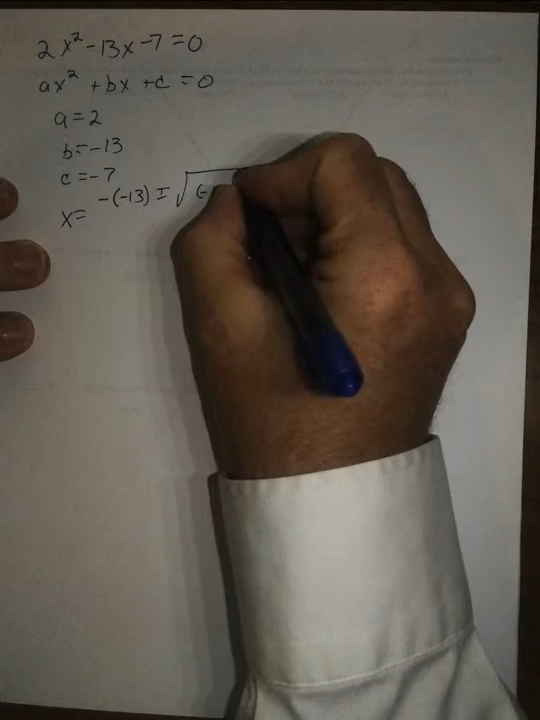 2x² - 13x - 7 = 0
ax² + bx + c = 0
a = 2
b = -13
c = -7
x = -(-13) ± √(-